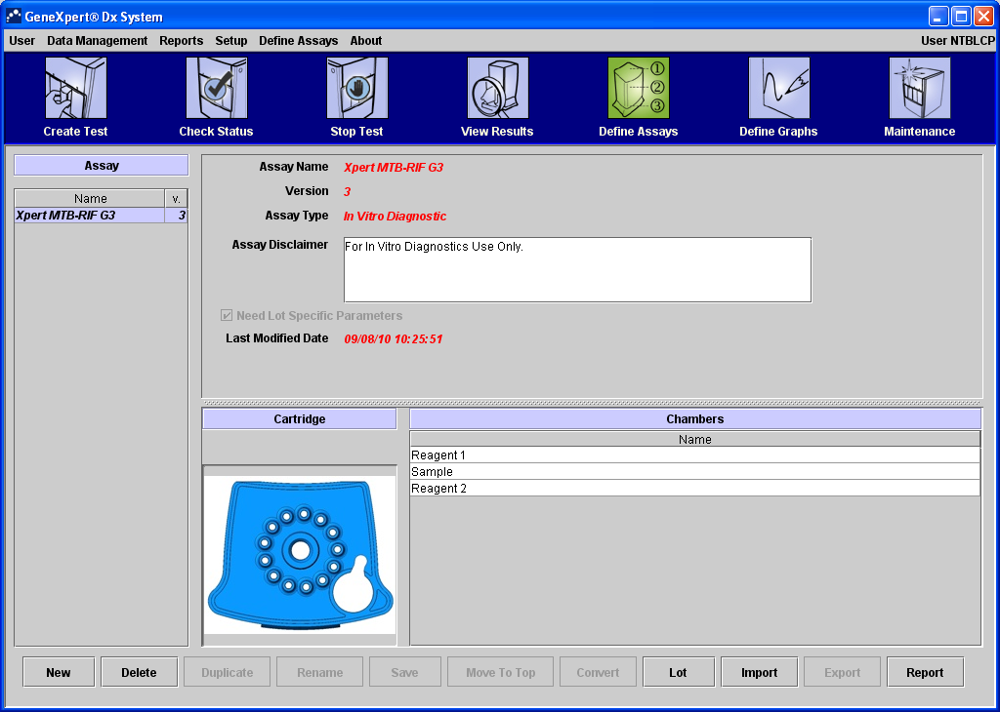 GeneXpert® Dx System
User Data Management Reports Setup Define Assays About User NTBLCP
1
2
3
Create Test Check Status Stop Test View Results Define Assays Define Graphs Maintenance
Assay
Name v.
Xpert MTB-RIF G3 3
Assay Name Xpert MTB-RIF G3
Version 3
Assay Type In Vitro Diagnostic
Assay Disclaimer For In Vitro Diagnostics Use Only.
Need Lot Specific Parameters
Last Modified Date 09/08/10 10:25:51
Cartridge
Chambers
Name
Reagent 1
Sample
Reagent 2
New Delete Duplicate Rename Save Move To Top Convert Lot Import Export Report